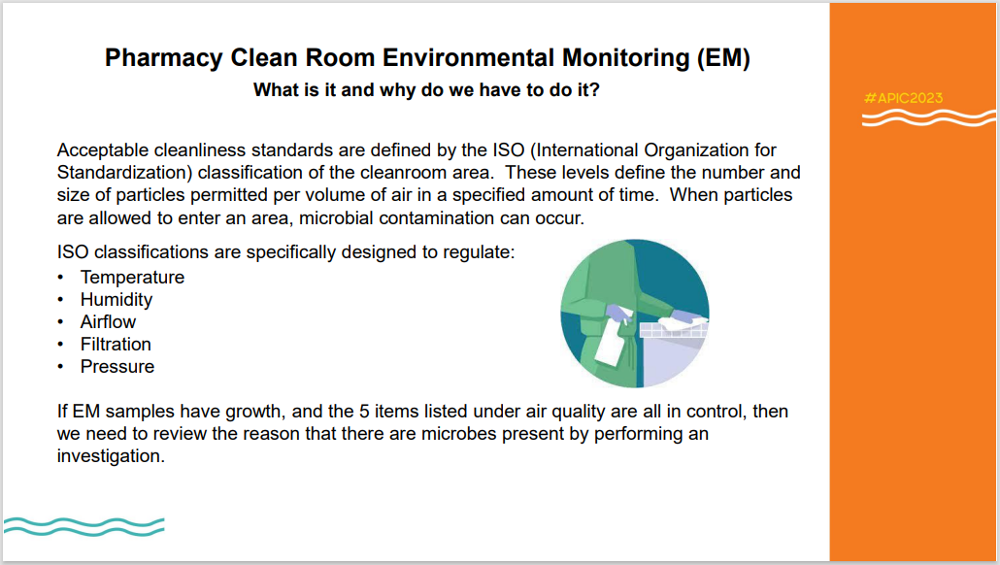 Pharmacy Clean Room Environmental Monitoring (EM)
What is it and why do we have to do it?
#APIC2023
Acceptable cleanliness standards are defined by the ISO (International Organization for
Standardization) classification of the cleanroom area.  These levels define the number and
size of particles permitted per volume of air in a specified amount of time.  When particles
are allowed to enter an area, microbial contamination can occur.
ISO classifications are specifically designed to regulate:
• Temperature
• Humidity
• Airflow
• Filtration
• Pressure
If EM samples have growth, and the 5 items listed under air quality are all in control, then
we need to review the reason that there are microbes present by performing an
investigation.